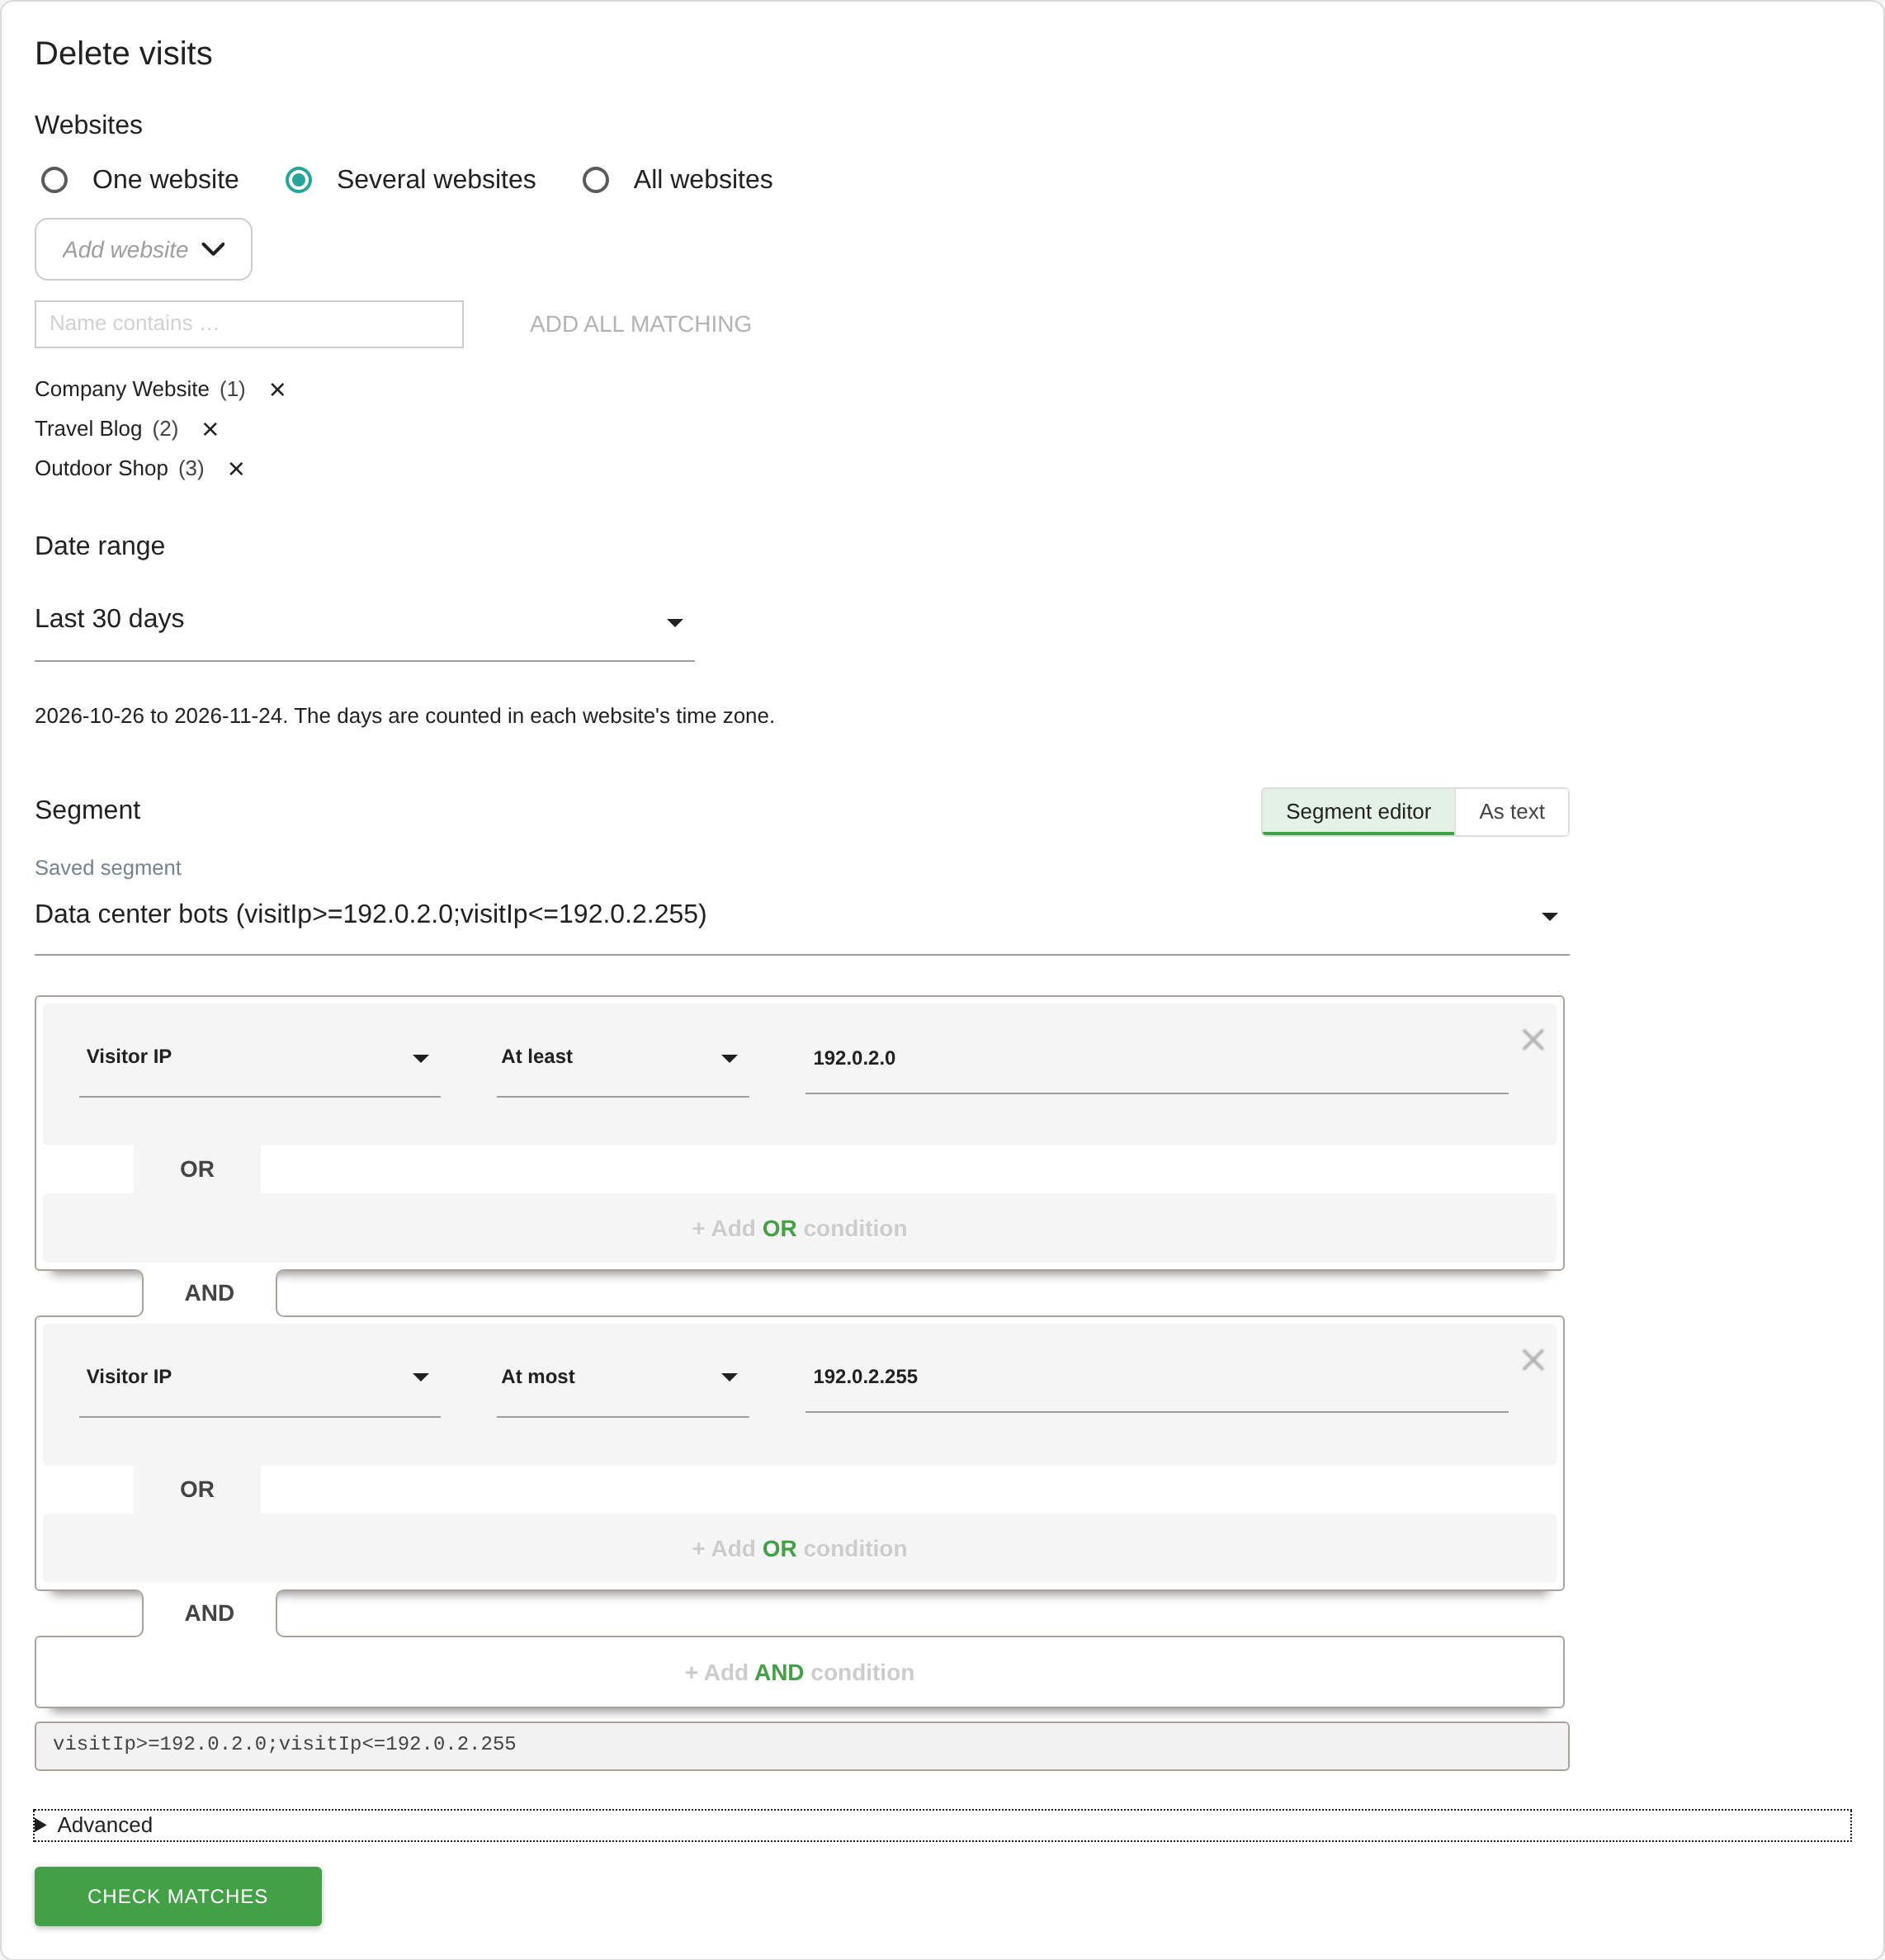 Delete visits
Websites
One website Several websites All websites
Add website
Name contains … ADD ALL MATCHING
Company Website (1) ×
Travel Blog (2) ×
Outdoor Shop (3) ×
Date range
Last 30 days
2026-10-26 to 2026-11-24. The days are counted in each website's time zone.
Segment Segment editor As text
Saved segment
Data center bots (visitIp>=192.0.2.0;visitIp<=192.0.2.255)
Visitor IP At least 192.0.2.0
OR
+ Add OR condition
AND
Visitor IP At most 192.0.2.255
OR
+ Add OR condition
AND
+ Add AND condition
visitIp>=192.0.2.0;visitIp<=192.0.2.255
Advanced
CHECK MATCHES